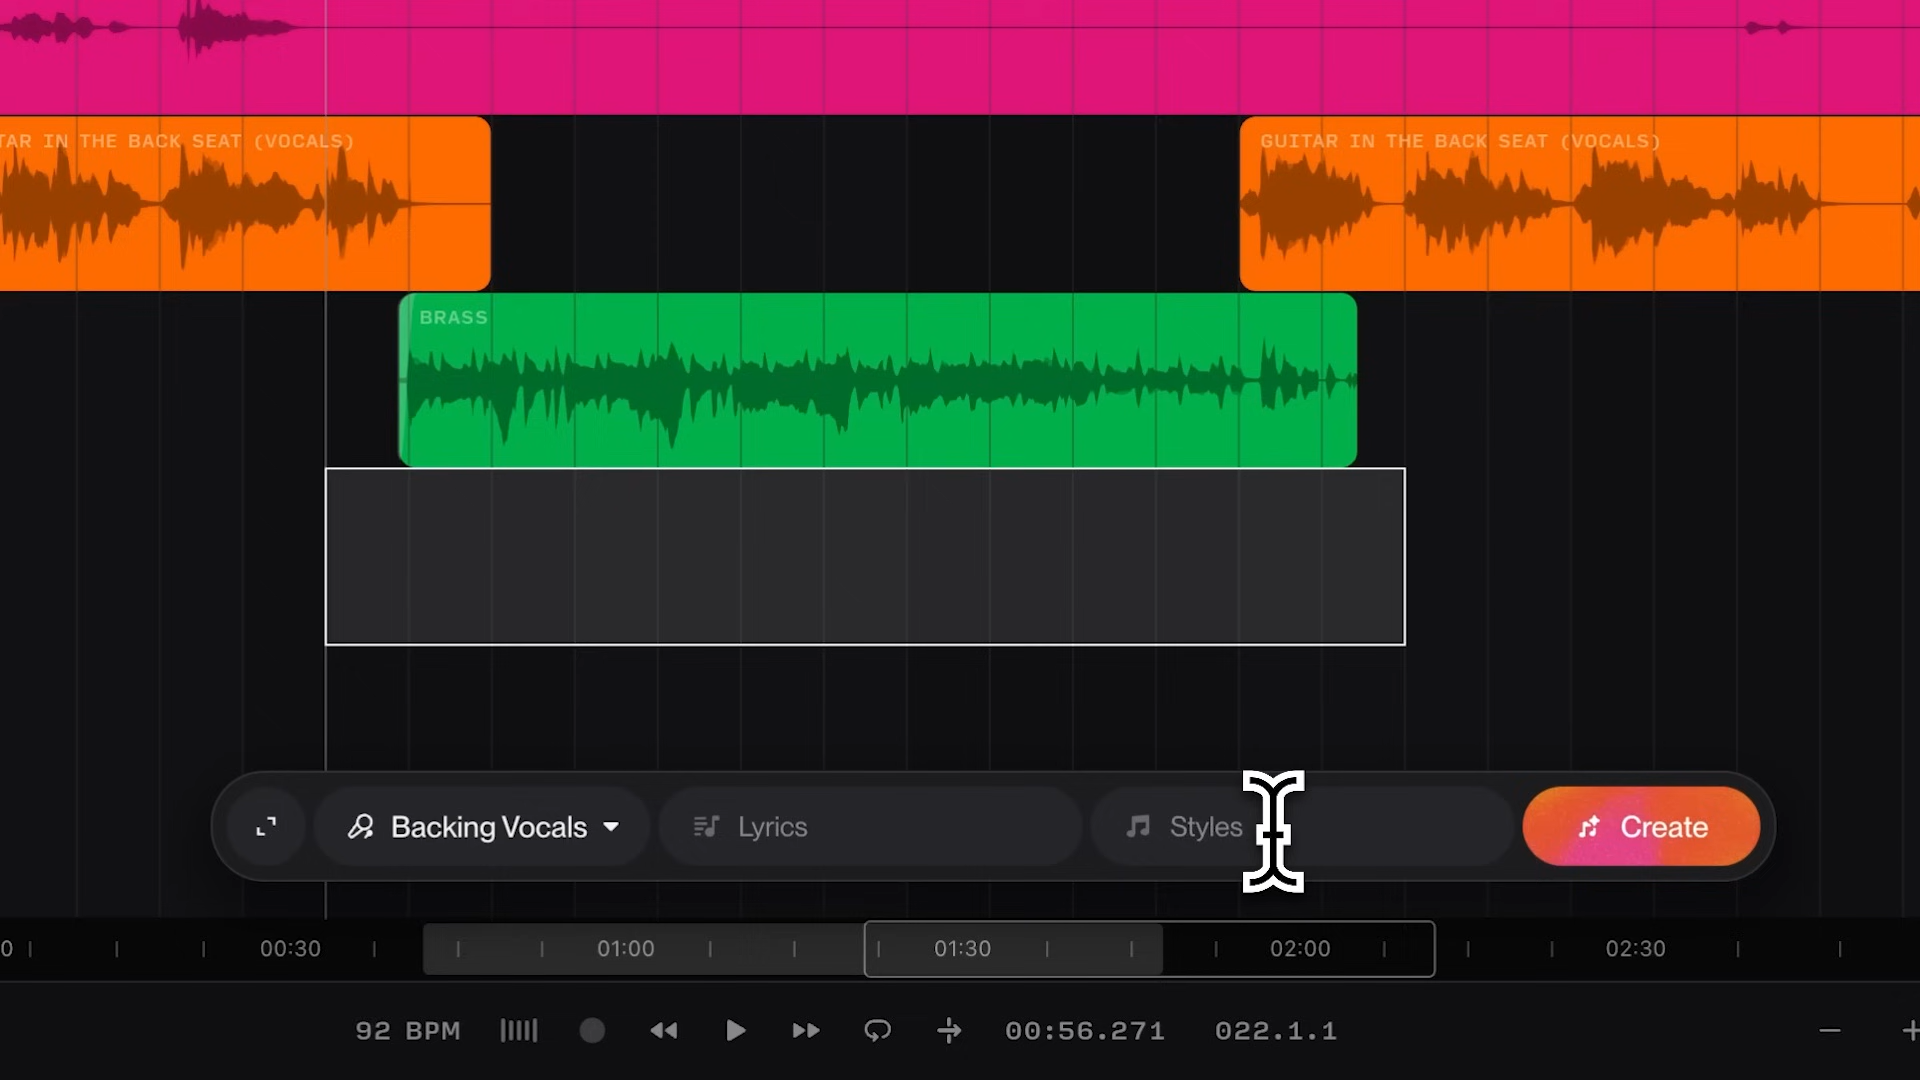 TAR IN THE BACK SEAT (VOCALS)
GUITAR IN THE BACK SEAT (VOCALS)
BRASS
Backing Vocals
Lyrics
Styles
Create
0
00:30
01:00
01:30
02:00
02:30
92 BPM
00:56.271
022.1.1